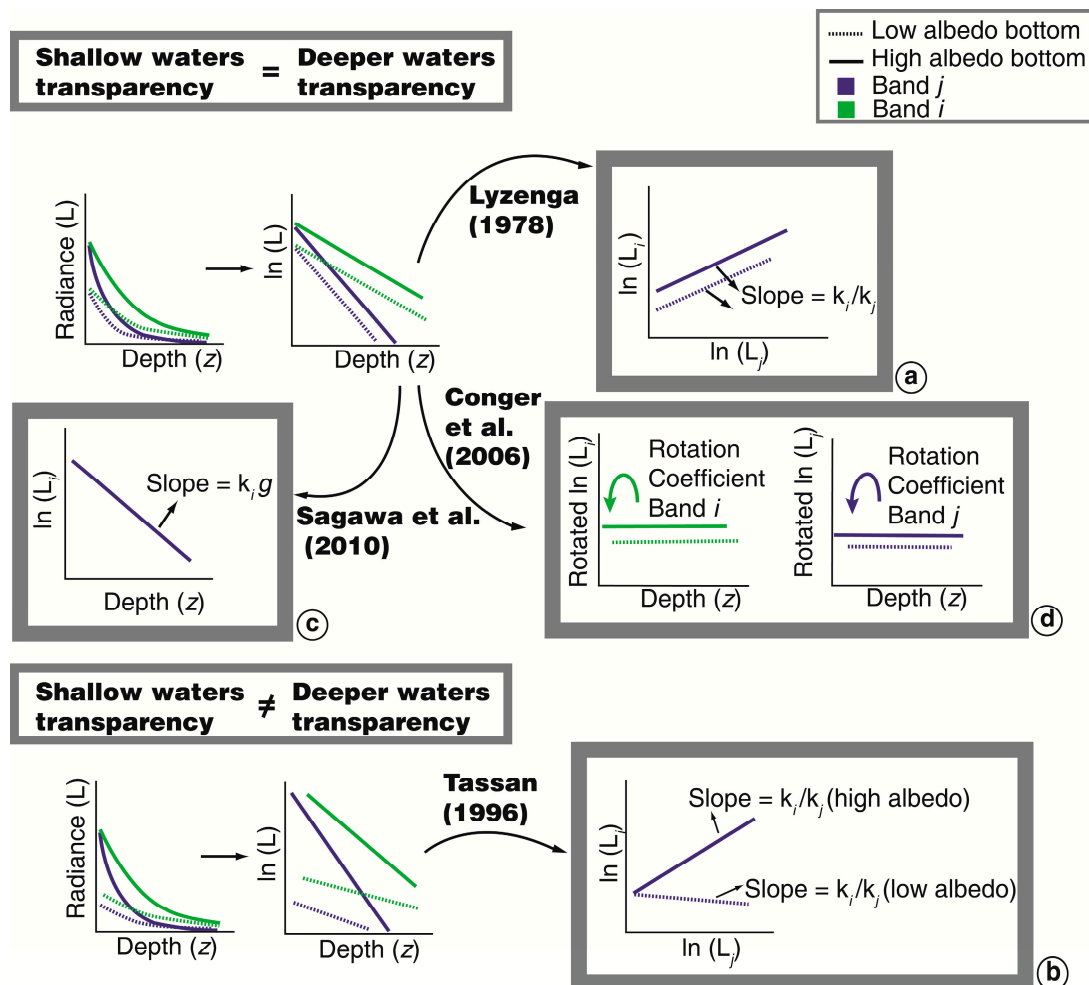 Shallow waters = Deeper waters
transparency transparency
Low albedo bottom
High albedo bottom
Band j
Band i
Radiance (L)
Depth (z)
ln (L)
Depth (z)
Lyzenga
(1978)
ln (Li)
Slope = ki/kj
ln (Lj)
a
Conger
et al.
(2006)
Sagawa et al.
(2010)
ln (Li)
Slope = ki g
Depth (z)
c
Rotated ln (Li)
Rotation
Coefficient
Band i
Depth (z)
Rotated ln (Lj)
Rotation
Coefficient
Band j
Depth (z)
d
Shallow waters ≠ Deeper waters
transparency transparency
Radiance (L)
Depth (z)
ln (L)
Depth (z)
Tassan
(1996)
ln (Li)
Slope = ki/kj (high albedo)
Slope = ki/kj (low albedo)
ln (Lj)
b